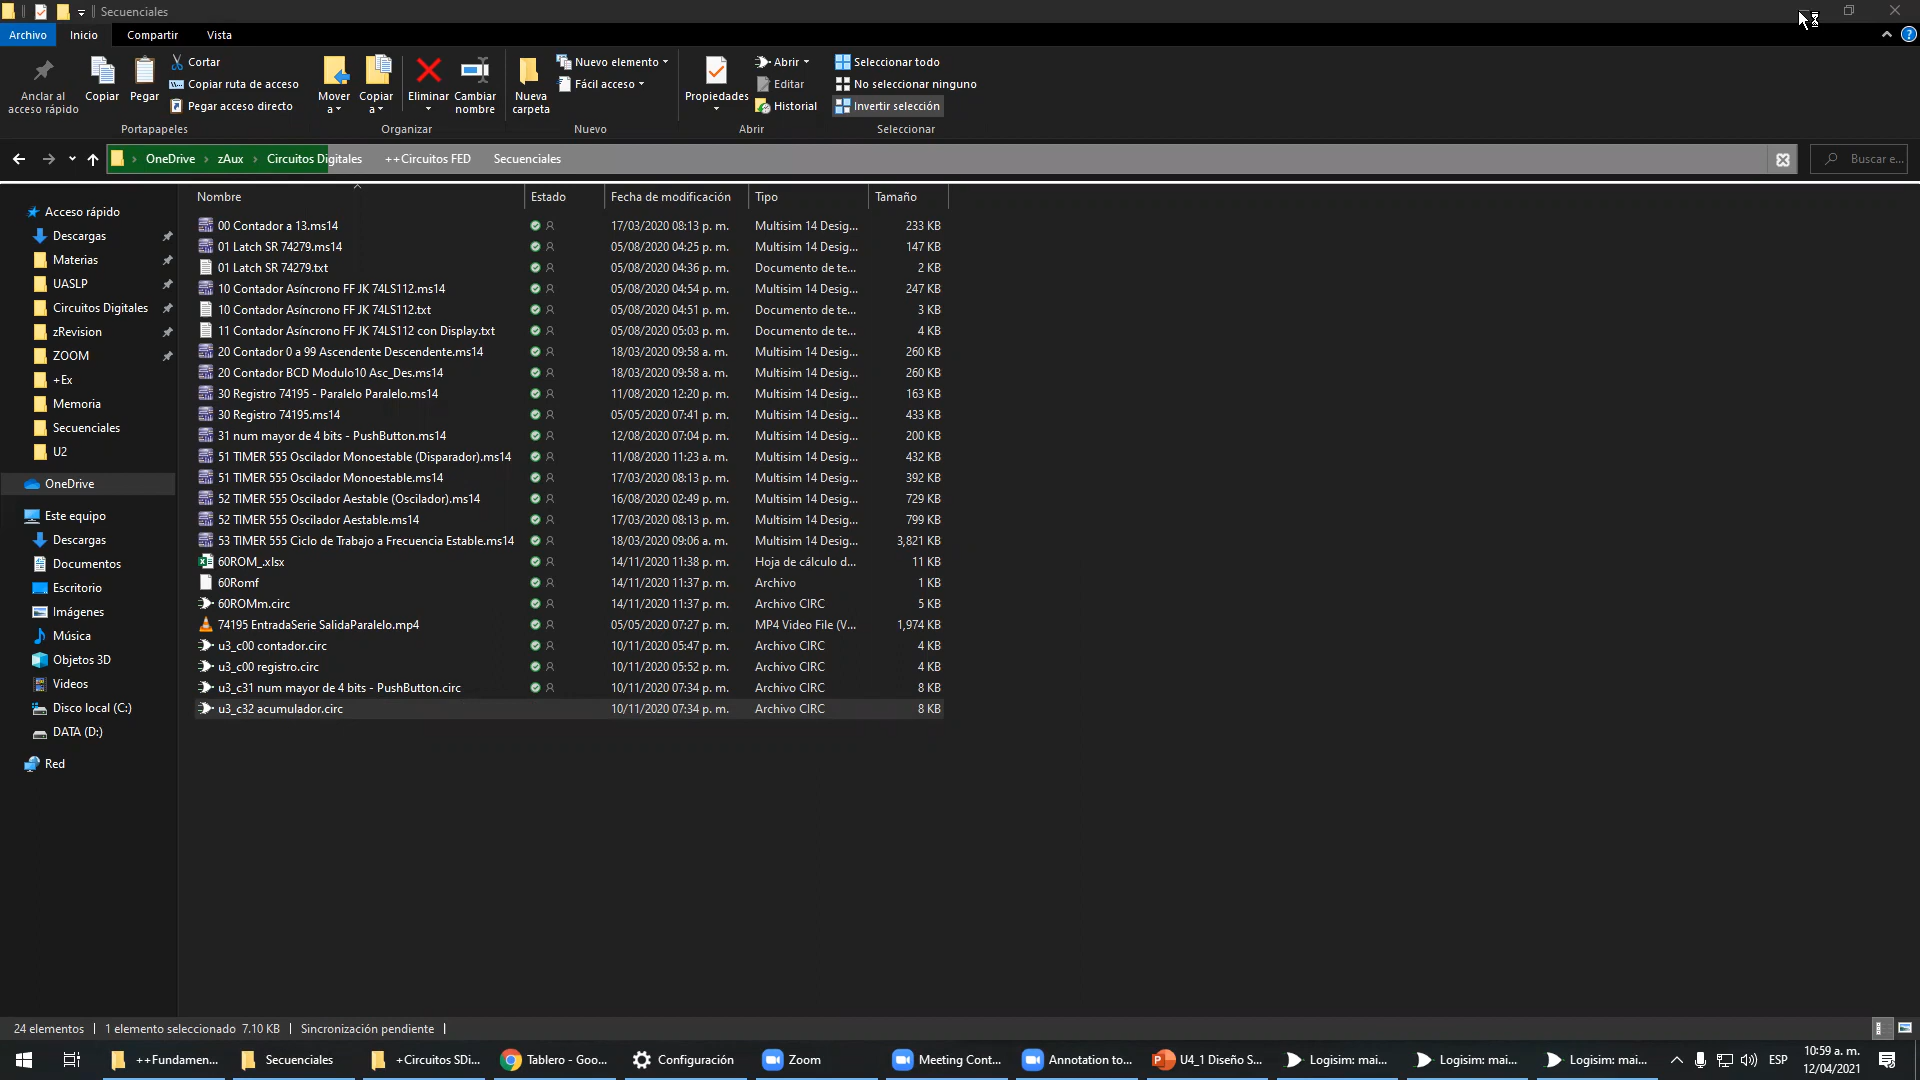 Secuenciales
Archivo Inicio Compartir Vista
Anclar al acceso rápido
Copiar
Pegar
Cortar
Copiar ruta de acceso
Pegar acceso directo
Portapapeles
Mover a
Copiar a
Eliminar
Cambiar nombre
Organizar
Nueva carpeta
Nuevo elemento
Fácil acceso
Nuevo
Propiedades
Abrir
Editar
Historial
Abrir
Seleccionar todo
No seleccionar ninguno
Invertir selección
Seleccionar
OneDrive zAux Circuitos Digitales ++Circuitos FED Secuenciales
Buscar e...
Acceso rápido
Descargas
Materias
UASLP
Circuitos Digitales
zRevision
ZOOM
+Ex
Memoria
Secuenciales
U2
OneDrive
Este equipo
Descargas
Documentos
Escritorio
Imágenes
Música
Objetos 3D
Videos
Disco local (C:)
DATA (D:)
Red
Nombre Estado Fecha de modificación Tipo Tamaño
00 Contador a 13.ms14 17/03/2020 08:13 p. m. Multisim 14 Desig... 233 KB
01 Latch SR 74279.ms14 05/08/2020 04:25 p. m. Multisim 14 Desig... 147 KB
01 Latch SR 74279.txt 05/08/2020 04:36 p. m. Documento de te... 2 KB
10 Contador Asíncrono FF JK 74LS112.ms14 05/08/2020 04:54 p. m. Multisim 14 Desig... 247 KB
10 Contador Asíncrono FF JK 74LS112.txt 05/08/2020 04:51 p. m. Documento de te... 3 KB
11 Contador Asíncrono FF JK 74LS112 con Display.txt 05/08/2020 05:03 p. m. Documento de te... 4 KB
20 Contador 0 a 99 Ascendente Descendente.ms14 18/03/2020 09:58 a. m. Multisim 14 Desig... 260 KB
20 Contador BCD Modulo10 Asc_Des.ms14 18/03/2020 09:58 a. m. Multisim 14 Desig... 260 KB
30 Registro 74195 - Paralelo Paralelo.ms14 11/08/2020 12:20 p. m. Multisim 14 Desig... 163 KB
30 Registro 74195.ms14 05/05/2020 07:41 p. m. Multisim 14 Desig... 433 KB
31 num mayor de 4 bits - PushButton.ms14 12/08/2020 07:04 p. m. Multisim 14 Desig... 200 KB
51 TIMER 555 Oscilador Monoestable (Disparador).ms14 11/08/2020 11:23 a. m. Multisim 14 Desig... 432 KB
51 TIMER 555 Oscilador Monoestable.ms14 17/03/2020 08:13 p. m. Multisim 14 Desig... 392 KB
52 TIMER 555 Oscilador Aestable (Oscilador).ms14 16/08/2020 02:49 p. m. Multisim 14 Desig... 729 KB
52 TIMER 555 Oscilador Aestable.ms14 17/03/2020 08:13 p. m. Multisim 14 Desig... 799 KB
53 TIMER 555 Ciclo de Trabajo a Frecuencia Estable.ms14 18/03/2020 09:06 a. m. Multisim 14 Desig... 3,821 KB
60ROM_.xlsx 14/11/2020 11:38 p. m. Hoja de cálculo d... 11 KB
60Romf 14/11/2020 11:37 p. m. Archivo 1 KB
60ROMm.circ 14/11/2020 11:37 p. m. Archivo CIRC 5 KB
74195 EntradaSerie SalidaParalelo.mp4 05/05/2020 07:27 p. m. MP4 Video File (V... 1,974 KB
u3_c00 contador.circ 10/11/2020 05:47 p. m. Archivo CIRC 4 KB
u3_c00 registro.circ 10/11/2020 05:52 p. m. Archivo CIRC 4 KB
u3_c31 num mayor de 4 bits - PushButton.circ 10/11/2020 07:34 p. m. Archivo CIRC 8 KB
u3_c32 acumulador.circ 10/11/2020 07:34 p. m. Archivo CIRC 8 KB
24 elementos 1 elemento seleccionado 7.10 KB Sincronización pendiente
++Fundamen... Secuenciales +Circuitos SDi... Tablero - Goo... Configuración Zoom Meeting Cont... Annotation to... U4_1 Diseño S... Logisim: mai... Logisim: mai... Logisim: mai... ESP 10:59 a. m.
12/04/2021